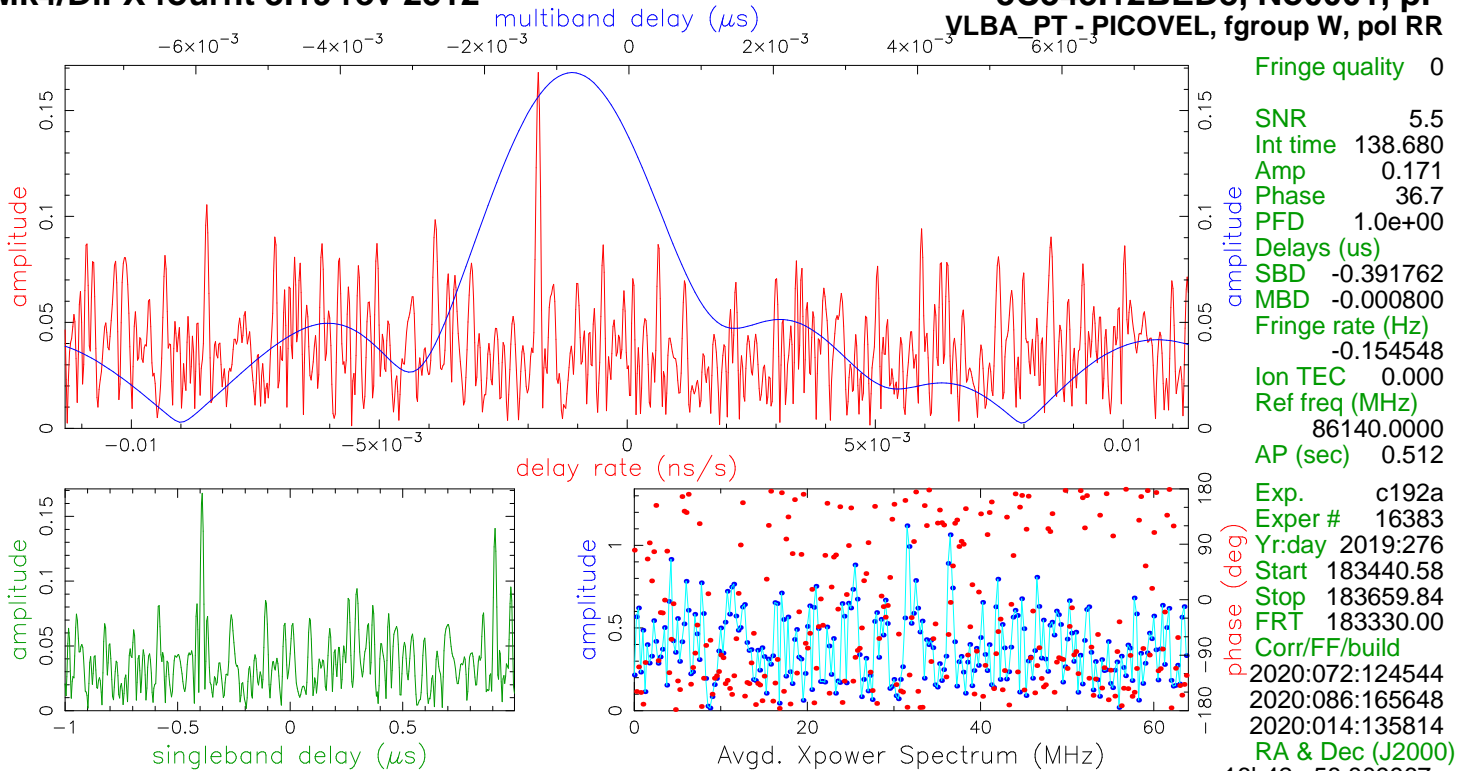 multiband delay (μs)
VLBA_PT - PICOVEL, fgroup W, pol RR
−6×10⁻³ −4×10⁻³ −2×10⁻³ 0 2×10⁻³ 4×10⁻³ 6×10⁻³
amplitude
0 0.05 0.1 0.15
amplitude
0 0.05 0.1 0.15
−0.01 −5×10⁻³ 0 5×10⁻³ 0.01
delay rate (ns/s)
Fringe quality 0
SNR 5.5
Int time 138.680
Amp 0.171
Phase 36.7
PFD 1.0e+00
Delays (us)
SBD -0.391762
MBD -0.000800
Fringe rate (Hz)
-0.154548
Ion TEC 0.000
Ref freq (MHz)
86140.0000
AP (sec) 0.512
Exp. c192a
Exper # 16383
Yr:day 2019:276
Start 183440.58
Stop 183659.84
FRT 183330.00
Corr/FF/build
2020:072:124544
2020:086:165648
2020:014:135814
RA & Dec (J2000)
amplitude
0 0.05 0.1 0.15
−1 −0.5 0 0.5
singleband delay (μs)
amplitude
0 0.5 1
phase (deg)
−180 −90 0 90 180
0 20 40 60
Avgd. Xpower Spectrum (MHz)